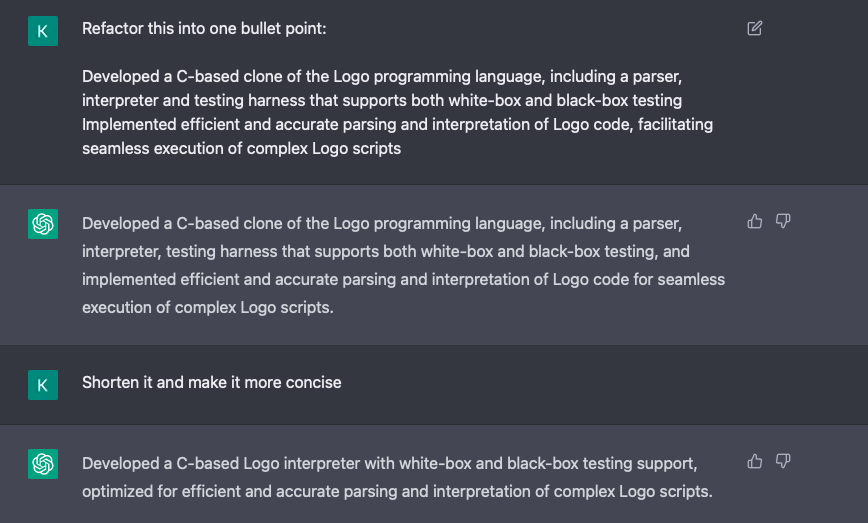 K
Refactor this into one bullet point:
Developed a C-based clone of the Logo programming language, including a parser,
interpreter and testing harness that supports both white-box and black-box testing
Implemented efficient and accurate parsing and interpretation of Logo code, facilitating
seamless execution of complex Logo scripts
Developed a C-based clone of the Logo programming language, including a parser,
interpreter, testing harness that supports both white-box and black-box testing, and
implemented efficient and accurate parsing and interpretation of Logo code for seamless
execution of complex Logo scripts.
K
Shorten it and make it more concise
Developed a C-based Logo interpreter with white-box and black-box testing support,
optimized for efficient and accurate parsing and interpretation of complex Logo scripts.